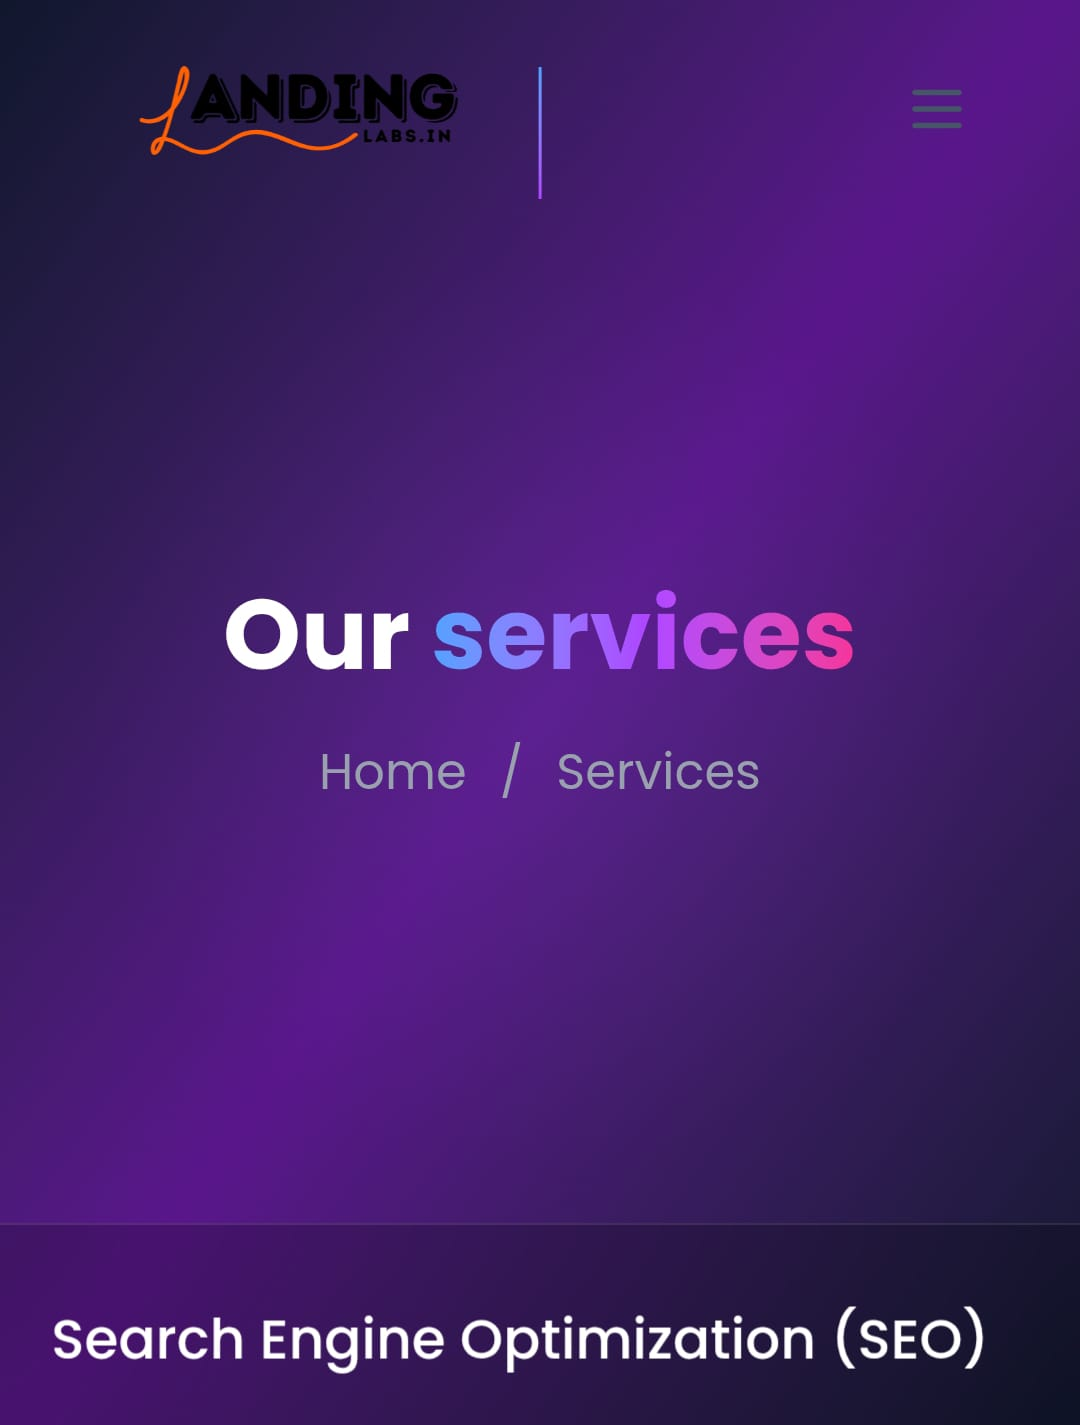 LANDING
LABS.IN
Our services
Home / Services
Search Engine Optimization (SEO)